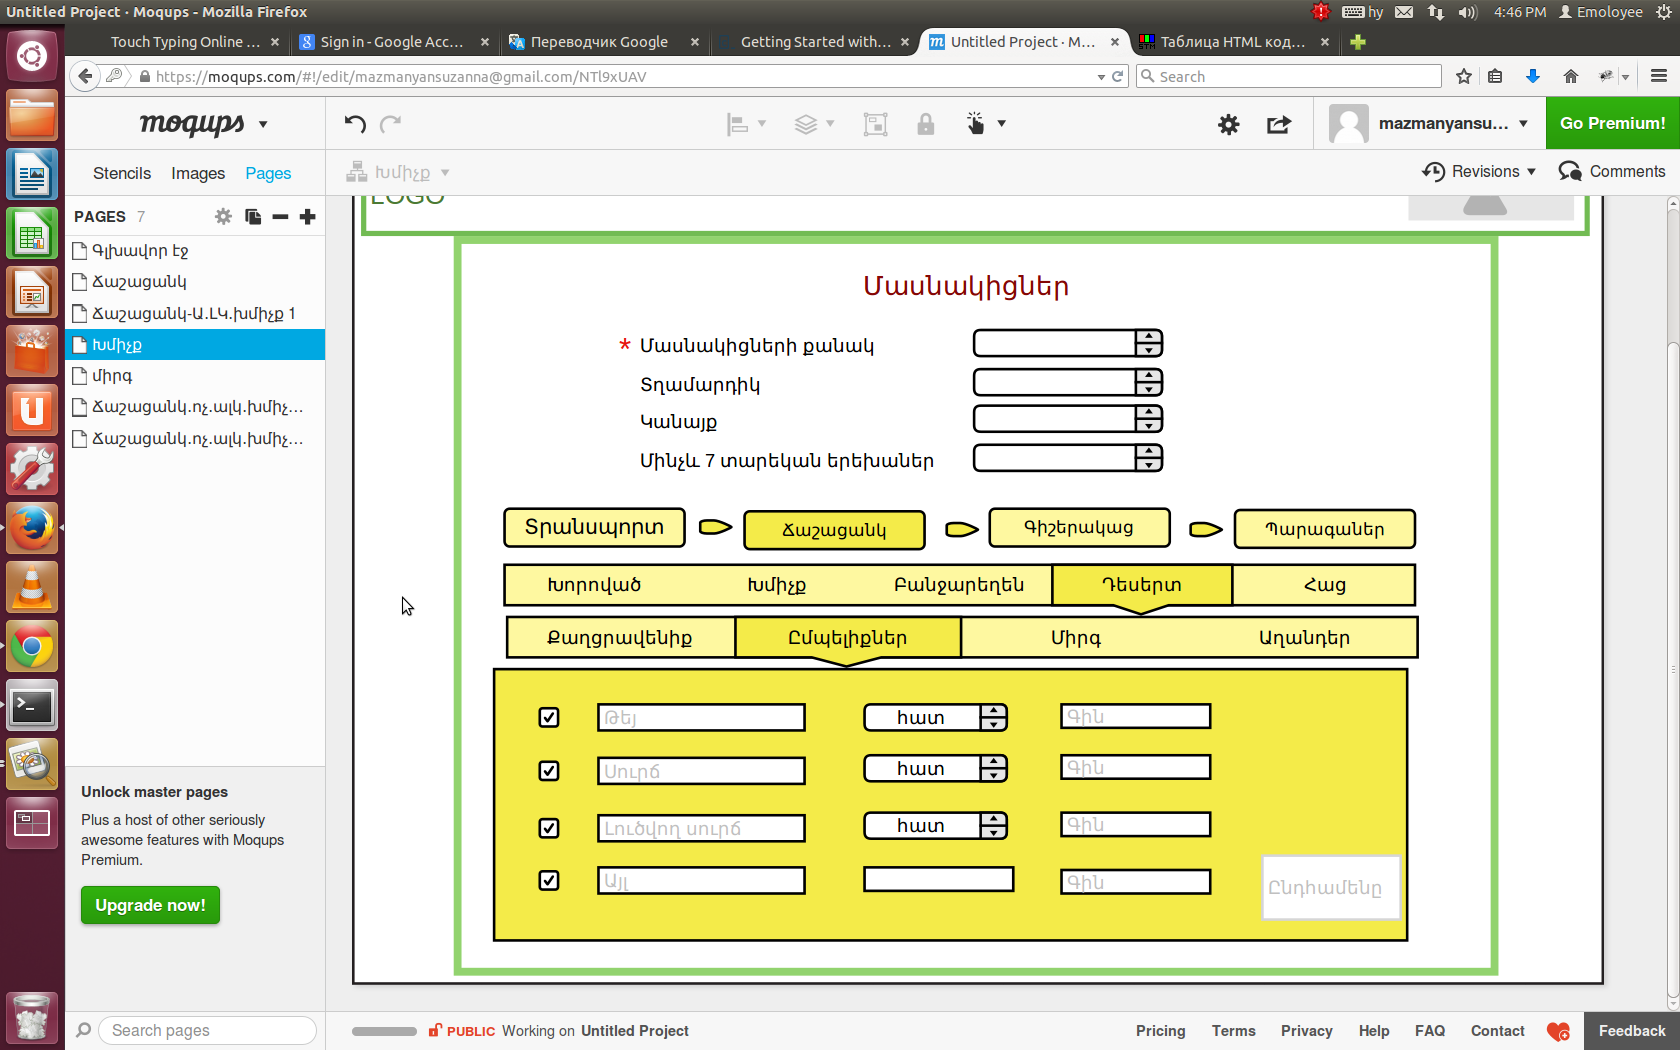 Untitled Project · Moqups - Mozilla Firefox
hy 4:46 PM Emoloyee
Touch Typing Online ...
Sign in - Google Acc...
Переводчик Google
Getting Started with...
Untitled Project · M...
Таблица HTML код...
https://moqups.com/#!/edit/mazmanyansuzanna@gmail.com/NTl9xUAV
Search
moqups
mazmanyansu...
Go Premium!
Stencils Images Pages
Խմիչք
Revisions
Comments
PAGES 7
Գլխավոր էջ
Ճաշացանկ
Ճաշացանկ-Ա.ԼԿ.խմիչք 1
Խմիչք
միրգ
Ճաշացանկ.ոչ.ալկ.խմիչ...
Ճաշացանկ.ոչ.ալկ.խմիչ...
Unlock master pages
Plus a host of other seriously
awesome features with Moqups
Premium.
Upgrade now!
Search pages
LOGO
Մասնակիցներ
* Մասնակիցների քանակ
Տղամարդիկ
Կանայք
Մինչև 7 տարեկան երեխաներ
Տրանսպորտ Ճաշացանկ Գիշերակաց Պարագաներ
Խորոված Խմիչք Բանջարեղեն Դեսերտ Հաց
Քաղցրավենիք Ըմպելիքներ Միրգ Աղանդեր
Թեյ հատ Գին
Սուրճ հատ Գին
Լուծվող սուրճ հատ Գին
Այլ Գին
Ընդհամենը
PUBLIC Working on Untitled Project
Pricing Terms Privacy Help FAQ Contact
Feedback